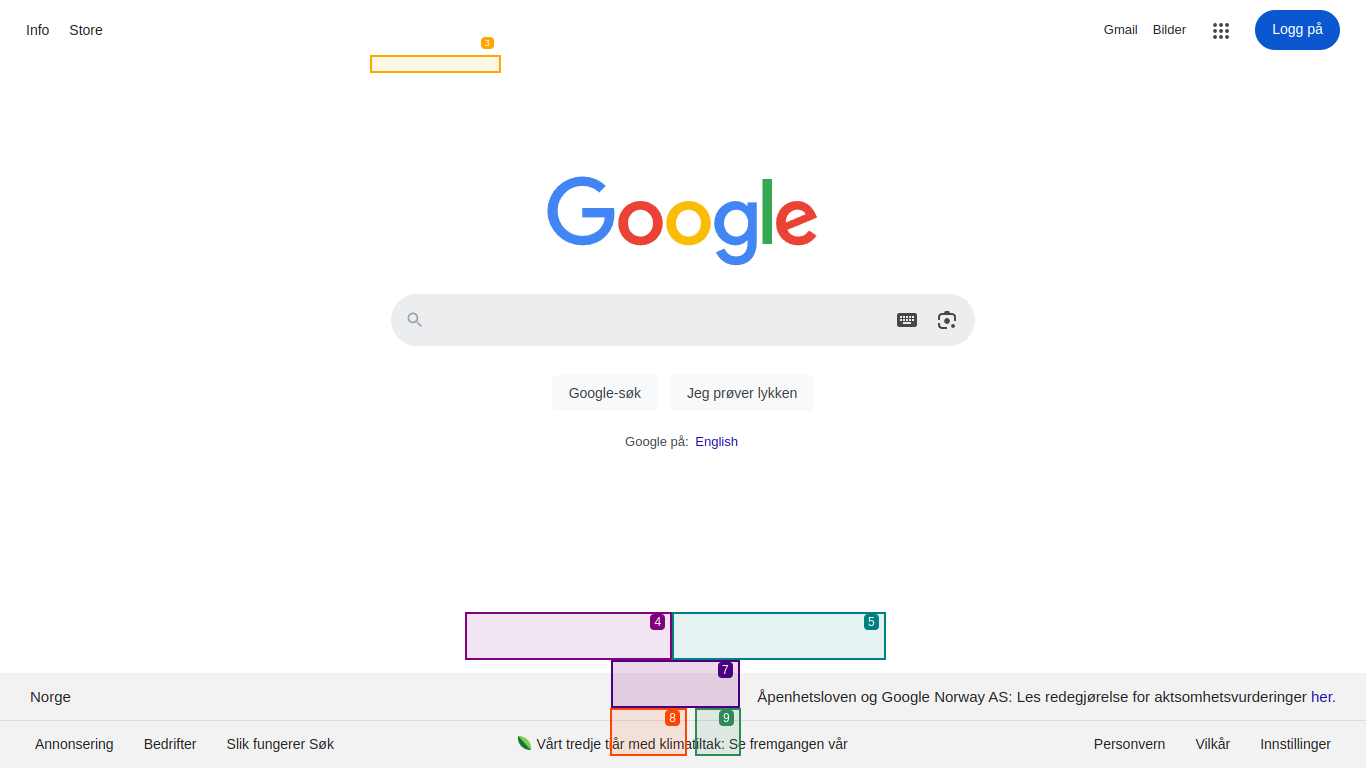 Info Store Gmail Bilder Logg på
3
Google
Google-søk Jeg prøver lykken
Google på: English
4 5
7
Norge Åpenhetsloven og Google Norway AS: Les redegjørelse for aktsomhetsvurderinger her.
8 9
Annonsering Bedrifter Slik fungerer Søk Vårt tredje tiår med klimatiltak: Se fremgangen vår Personvern Vilkår Innstillinger